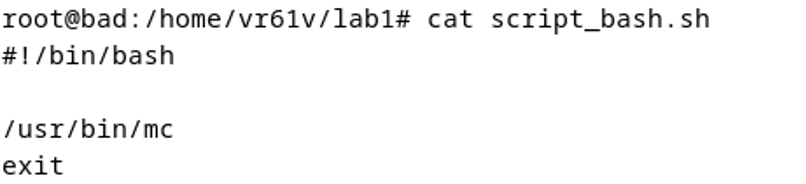 root@bad:/home/vr61v/lab1# cat script_bash.sh
#!/bin/bash
/usr/bin/mc
exit